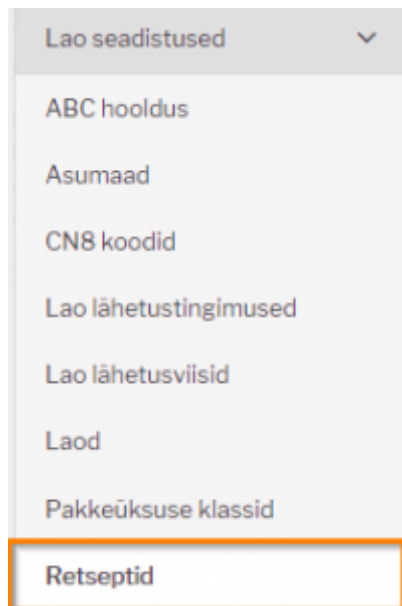 Lao seadistused
ABC hooldus
Asumaad
CN8 koodid
Lao lähetustingimused
Lao lähetusviisid
Laod
Pakkeüksuse klassid
Retseptid